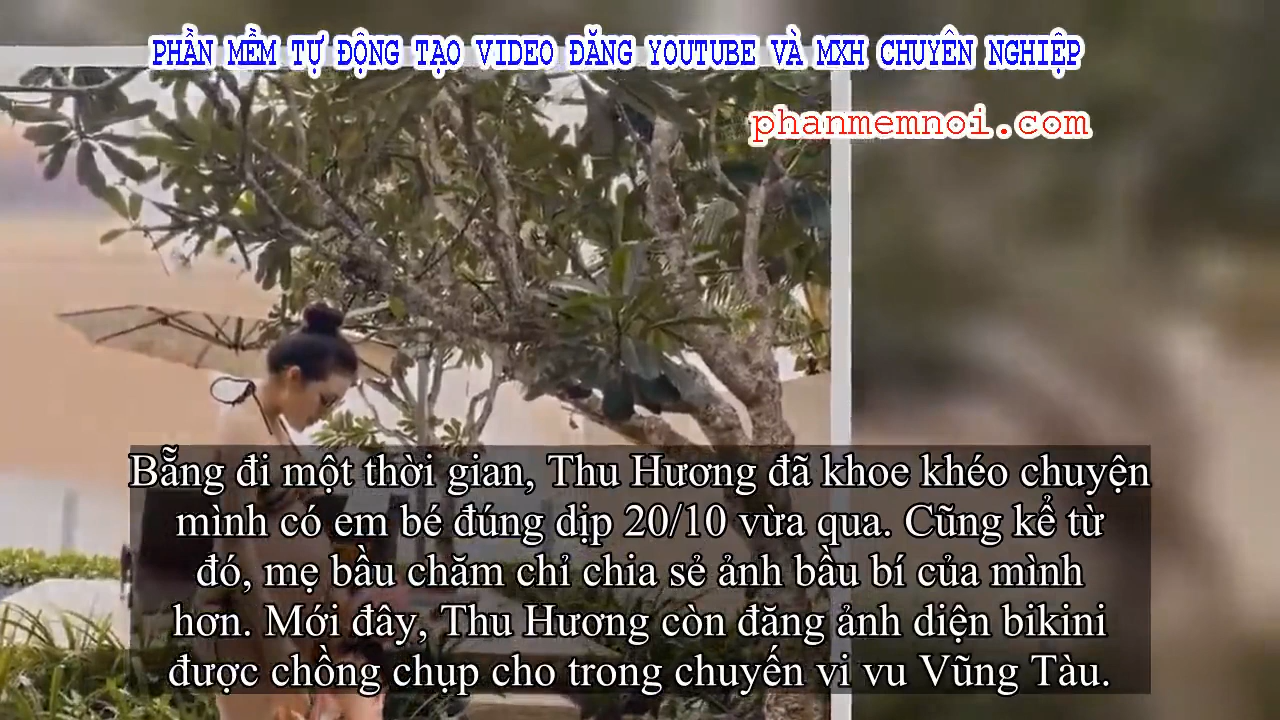 PHẦN MỀM TỰ ĐỘNG TẠO VIDEO ĐĂNG YOUTUBE VÀ MXH CHUYÊN NGHIỆP
phanmemnoi.com
Bẵng đi một thời gian, Thu Hương đã khoe khéo chuyện
mình có em bé đúng dịp 20/10 vừa qua. Cũng kể từ
đó, mẹ bầu chăm chỉ chia sẻ ảnh bầu bí của mình
hơn. Mới đây, Thu Hương còn đăng ảnh diện bikini
được chồng chụp cho trong chuyến vi vu Vũng Tàu.